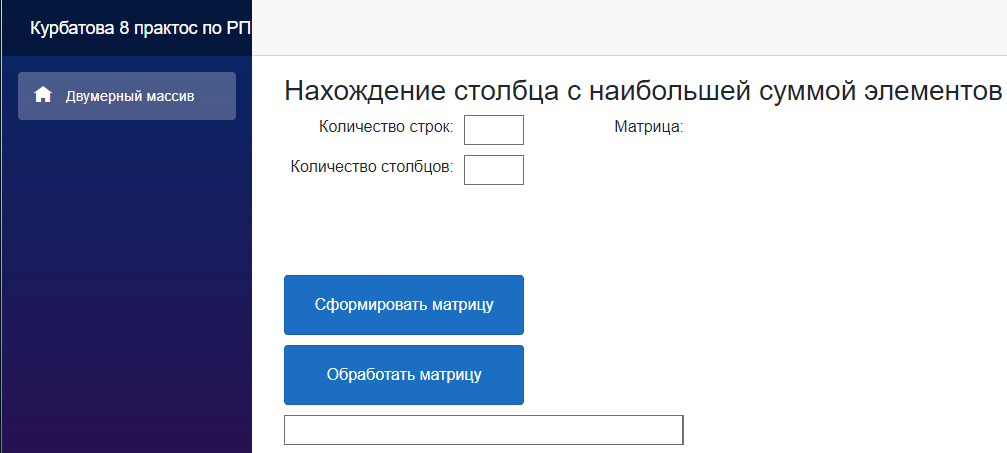 Курбатова 8 практос по РП
Двумерный массив
Нахождение столбца с наибольшей суммой элементов
Количество строк:
Матрица:
Количество столбцов:
Сформировать матрицу
Обработать матрицу